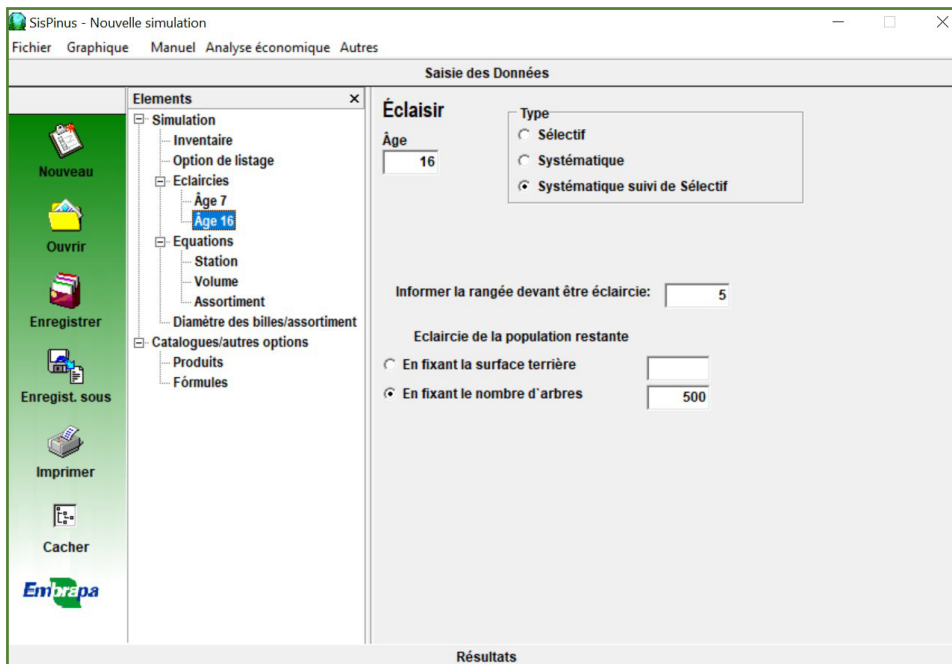 SisPinus - Nouvelle simulation
Fichier Graphique Manuel Analyse économique Autres
Saisie des Données
Nouveau
Ouvrir
Enregistrer
Enregist. sous
Imprimer
Cacher
Embrapa
Elements
Simulation
Inventaire
Option de listage
Eclaircies
Âge 7
Âge 16
Equations
Station
Volume
Assortiment
Diamètre des billes/assortiment
Catalogues/autres options
Produits
Fórmules
Éclaisir
Âge
16
Type
Sélectif
Systématique
Systématique suivi de Sélectif
Informer la rangée devant être éclaircie: 5
Eclaircie de la population restante
En fixant la surface terrière
En fixant le nombre d`arbres 500
Résultats